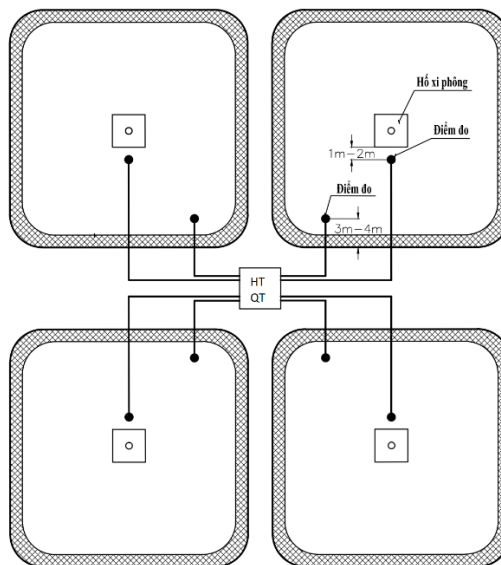 Hố xi phông
Điểm đo
1m-2m
Điểm đo
3m-4m
HT
QT